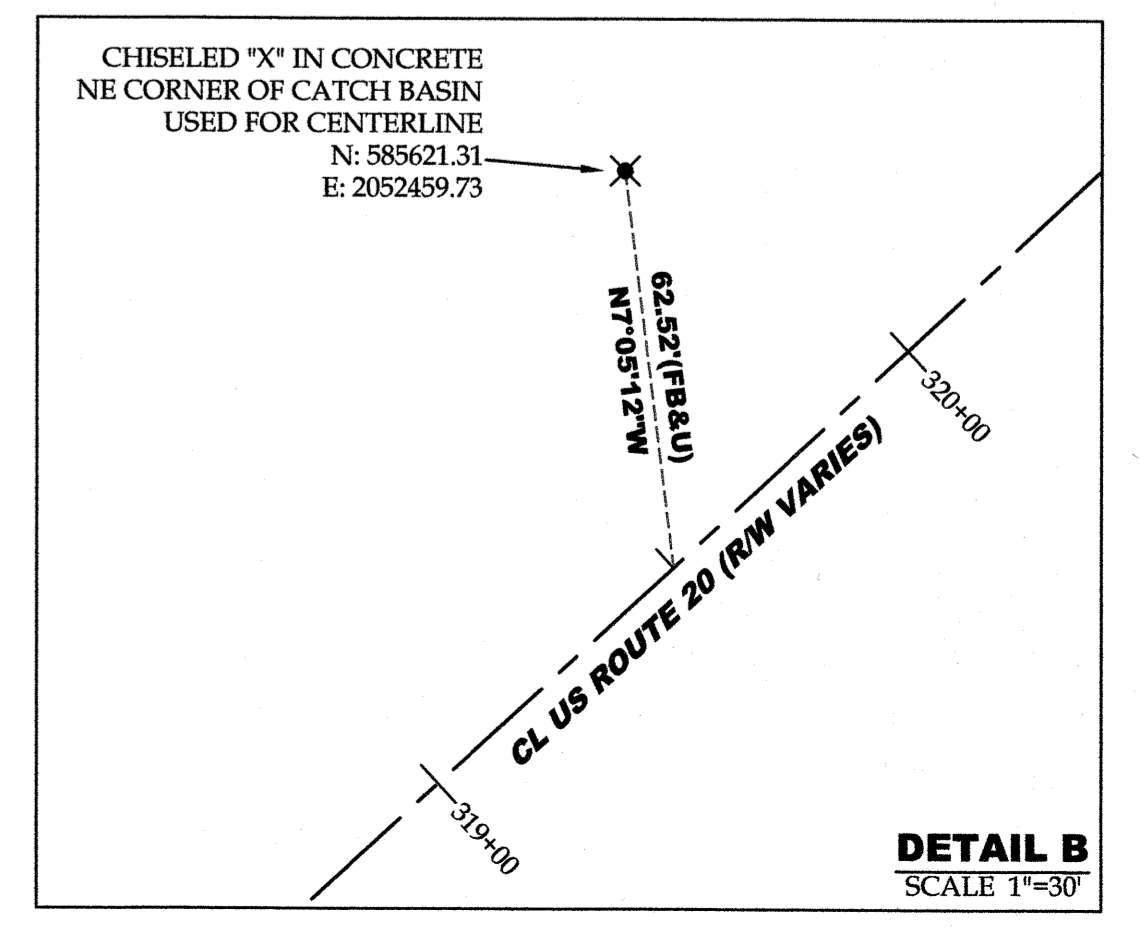 CHISELED "X" IN CONCRETE
NE CORNER OF CATCH BASIN
USED FOR CENTERLINE
N: 585621.31
E: 2052459.73
62.52'(FB&U)
N7°05'12"W
320+00
CL US ROUTE 20 (R/W VARIES)
319+00
DETAIL B
SCALE 1"=30'